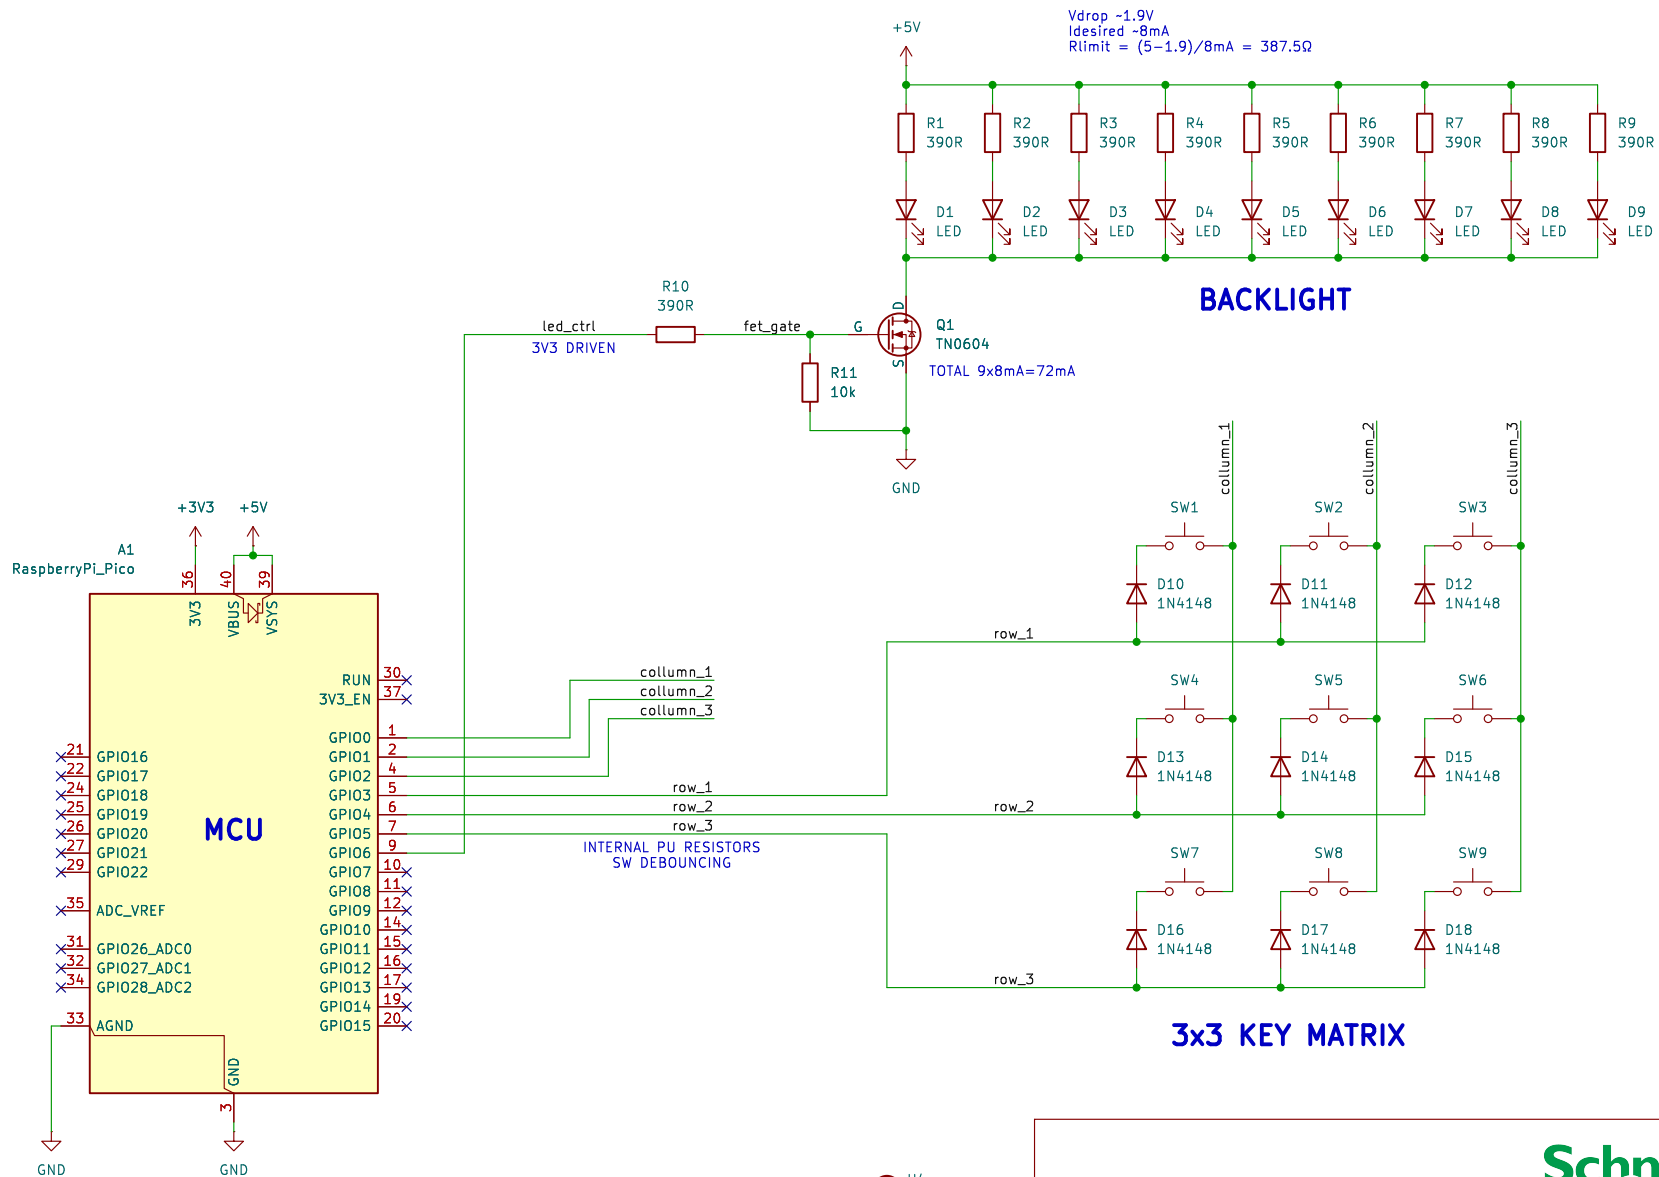 Vdrop ~1.9V
Idesired ~8mA
Rlimit = (5-1.9)/8mA = 387.5Ω
+5V
R1
390R
R2
390R
R3
390R
R4
390R
R5
390R
R6
390R
R7
390R
R8
390R
R9
390R
D1
LED
D2
LED
D3
LED
D4
LED
D5
LED
D6
LED
D7
LED
D8
LED
D9
LED
BACKLIGHT
R10
390R
led_ctrl
3V3 DRIVEN
fet_gate
G
D
S
Q1
TN0604
TOTAL 9x8mA=72mA
R11
10k
GND
collumn_1
collumn_2
collumn_3
SW1
SW2
SW3
D10
1N4148
D11
1N4148
D12
1N4148
row_1
SW4
SW5
SW6
D13
1N4148
D14
1N4148
D15
1N4148
row_2
SW7
SW8
SW9
D16
1N4148
D17
1N4148
D18
1N4148
row_3
3x3 KEY MATRIX
+3V3
+5V
A1
RaspberryPi_Pico
36
40
39
3V3
VBUS
VSYS
RUN
30
3V3_EN
37
GPIO0
1
GPIO1
2
GPIO2
4
GPIO3
5
GPIO4
6
GPIO5
7
GPIO6
9
GPIO7
10
GPIO8
11
GPIO9
12
GPIO10
14
GPIO11
15
GPIO12
16
GPIO13
17
GPIO14
19
GPIO15
20
21
GPIO16
22
GPIO17
24
GPIO18
25
GPIO19
26
GPIO20
27
GPIO21
29
GPIO22
35
ADC_VREF
31
GPIO26_ADC0
32
GPIO27_ADC1
34
GPIO28_ADC2
33
AGND
MCU
GND
3
GND
GND
collumn_1
collumn_2
collumn_3
row_1
row_2
row_3
INTERNAL PU RESISTORS
SW DEBOUNCING